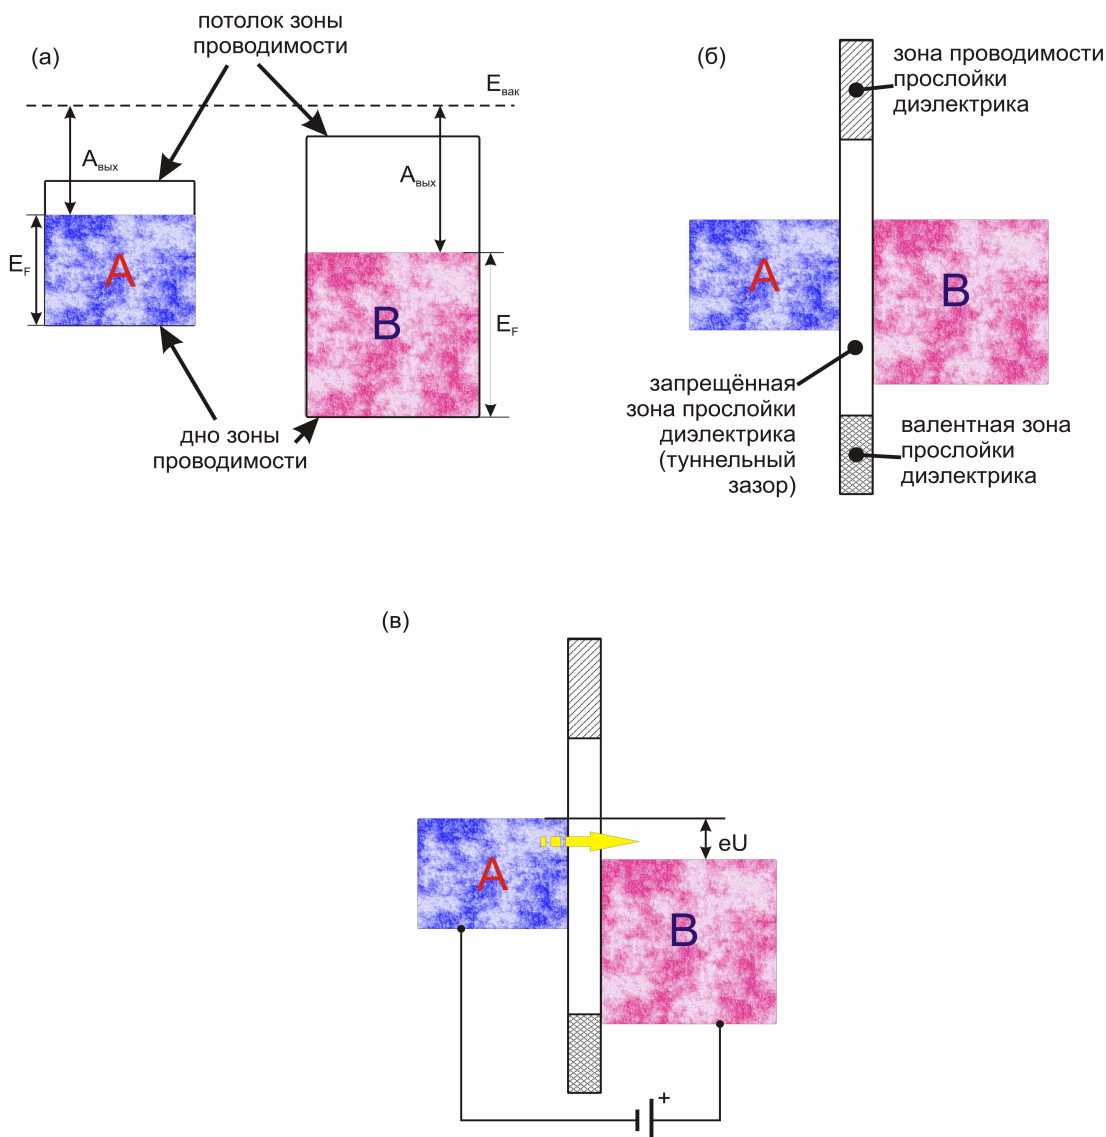 (а)
потолок зоны
проводимости
Eвак
Aвых
Aвых
EF
A
B
EF
дно зоны
проводимости
(б)
зона проводимости
прослойки
диэлектрика
A
B
запрещённая
зона прослойки
диэлектрика
(туннельный
зазор)
валентная зона
прослойки
диэлектрика
(в)
eU
A
B
+